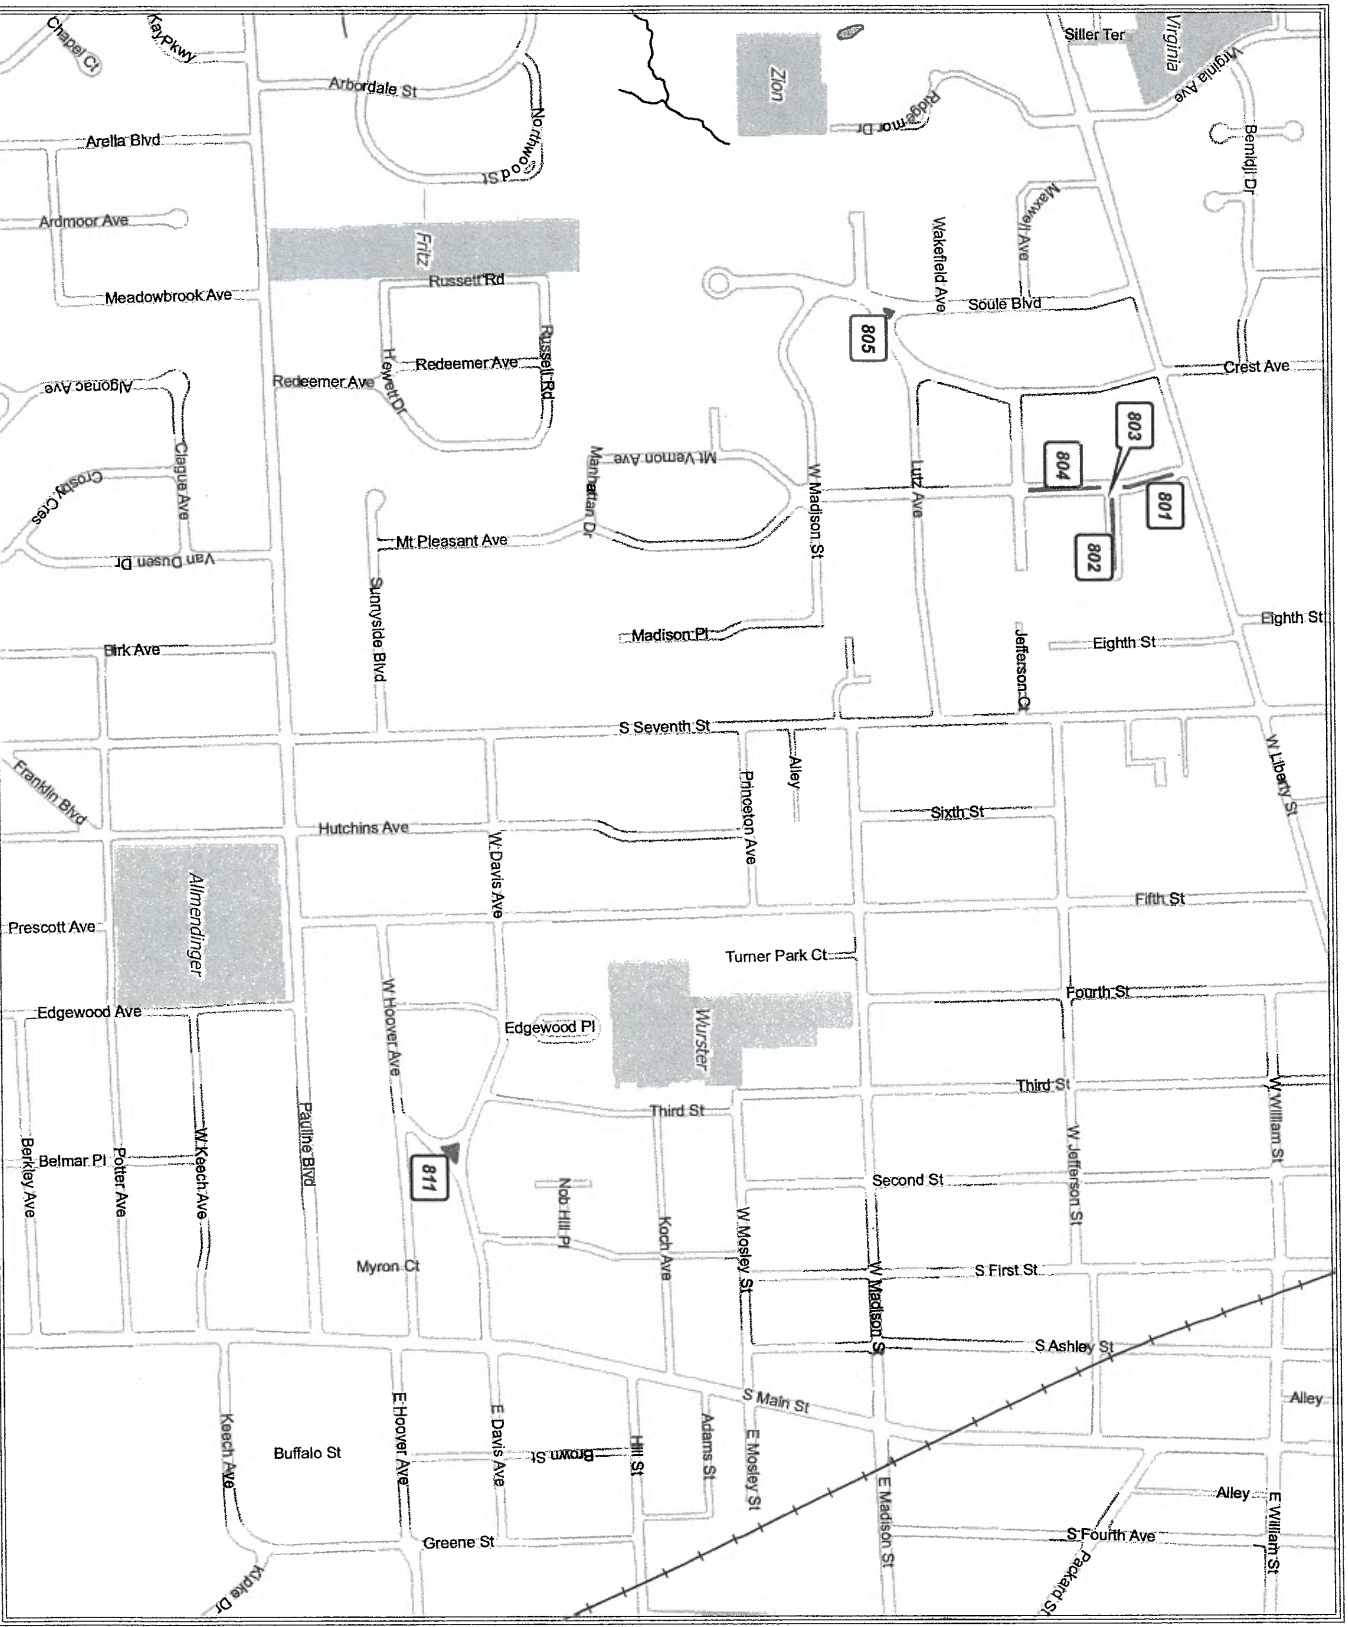 Chapel Ct
Kay Pkwy
Arbordale St
Northwood St
Zion
Ridgemor Dr
Siller Ter
Virginia
Virginia Ave
Bemidji Dr
Arella Blvd
Ardmoor Ave
Meadowbrook Ave
Fritz
Russett Rd
Russell Rd
Redeemer Ave
Redeemer Ave
Hewett Dr
Maxwell Ave
Wakefield Ave
Soule Blvd
805
Crest Ave
803
804
801
802
Algonac Ave
Clague Ave
Crosby Cres
Van Dusen Dr
Mt Vernon Ave
Manhattan Dr
Mt Pleasant Ave
W Madison St
Lutz Ave
Sunnyside Blvd
Madison Pl
Birk Ave
Eighth St
Eighth St
Jefferson Ct
S Seventh St
Franklin Blvd
Alley
Princeton Ave
W Liberty St
Hutchins Ave
W Davis Ave
Sixth St
Allmendinger
Prescott Ave
Fifth St
Turner Park Ct
Fourth St
Edgewood Ave
W Hoover Ave
Edgewood Pl
Wurster
Third St
Third St
W William St
W Jefferson St
Berkley Ave
Belmar Pl
Potter Ave
W Keech Ave
Pauline Blvd
811
Nob Hill Pl
Koch Ave
W Mosley St
Second St
Myron Ct
W Madison St
S First St
S Ashley St
S Main St
Alley
Keech Ave
Buffalo St
E Hoover Ave
E Davis Ave
Brown St
Hill St
Adams St
E Mosley St
E Madison St
Alley
E William St
Greene St
S Fourth Ave
Packard St
Kipke Dr